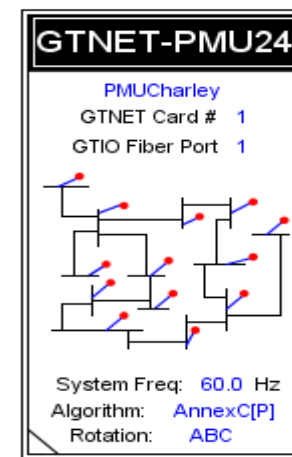 GTNET-PMU24
PMUCharley
GTNET Card # 1
GTIO Fiber Port 1
System Freq: 60.0 Hz
Algorithm: AnnexC[P]
Rotation: ABC